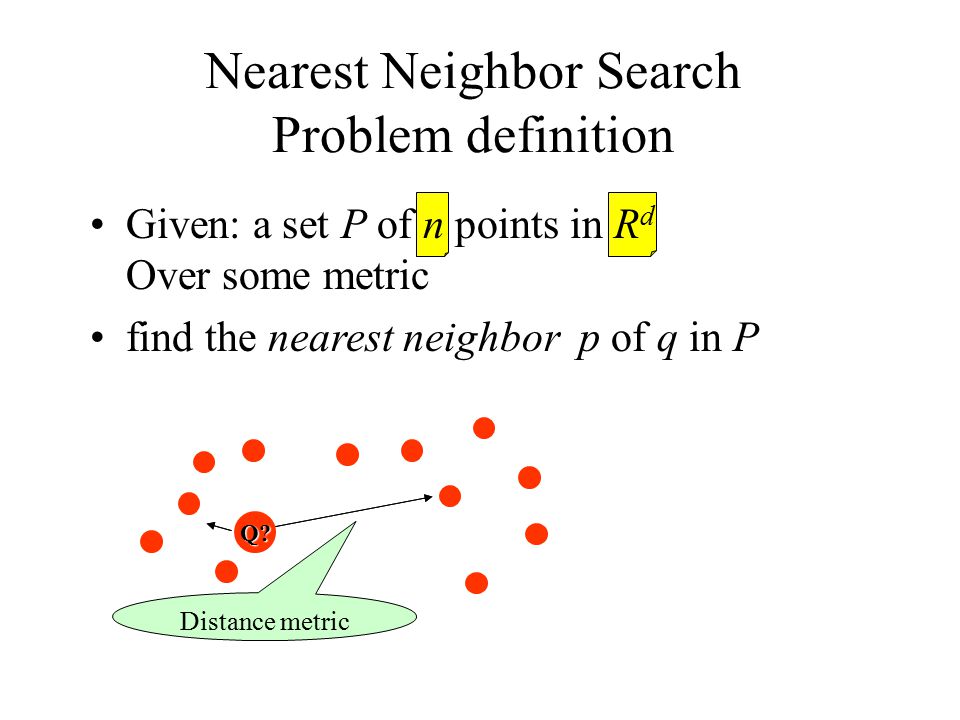 Nearest Neighbor Search
Problem definition
• Given: a set P of n points in Rᵈ
Over some metric
• find the nearest neighbor p of q in P
Q?
Distance metric